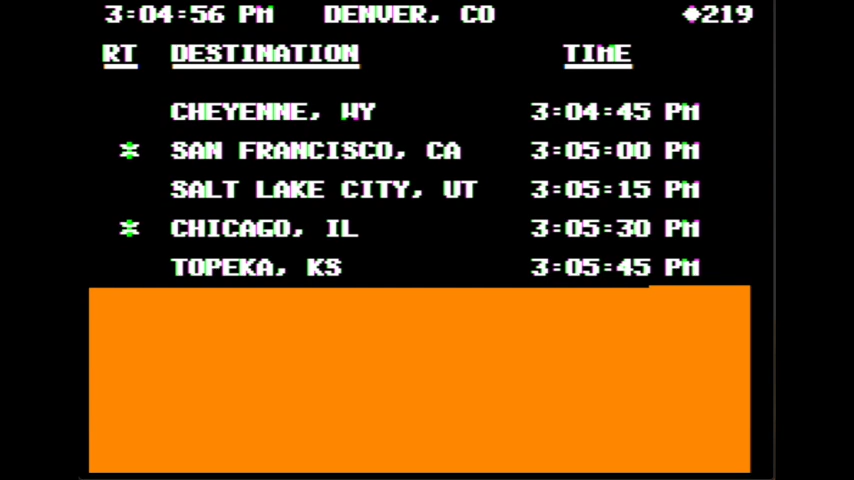 3:04:56 PM DENVER, CO ◆219
RT DESTINATION TIME
CHEYENNE, WY 3:04:45 PM
* SAN FRANCISCO, CA 3:05:00 PM
SALT LAKE CITY, UT 3:05:15 PM
* CHICAGO, IL 3:05:30 PM
TOPEKA, KS 3:05:45 PM